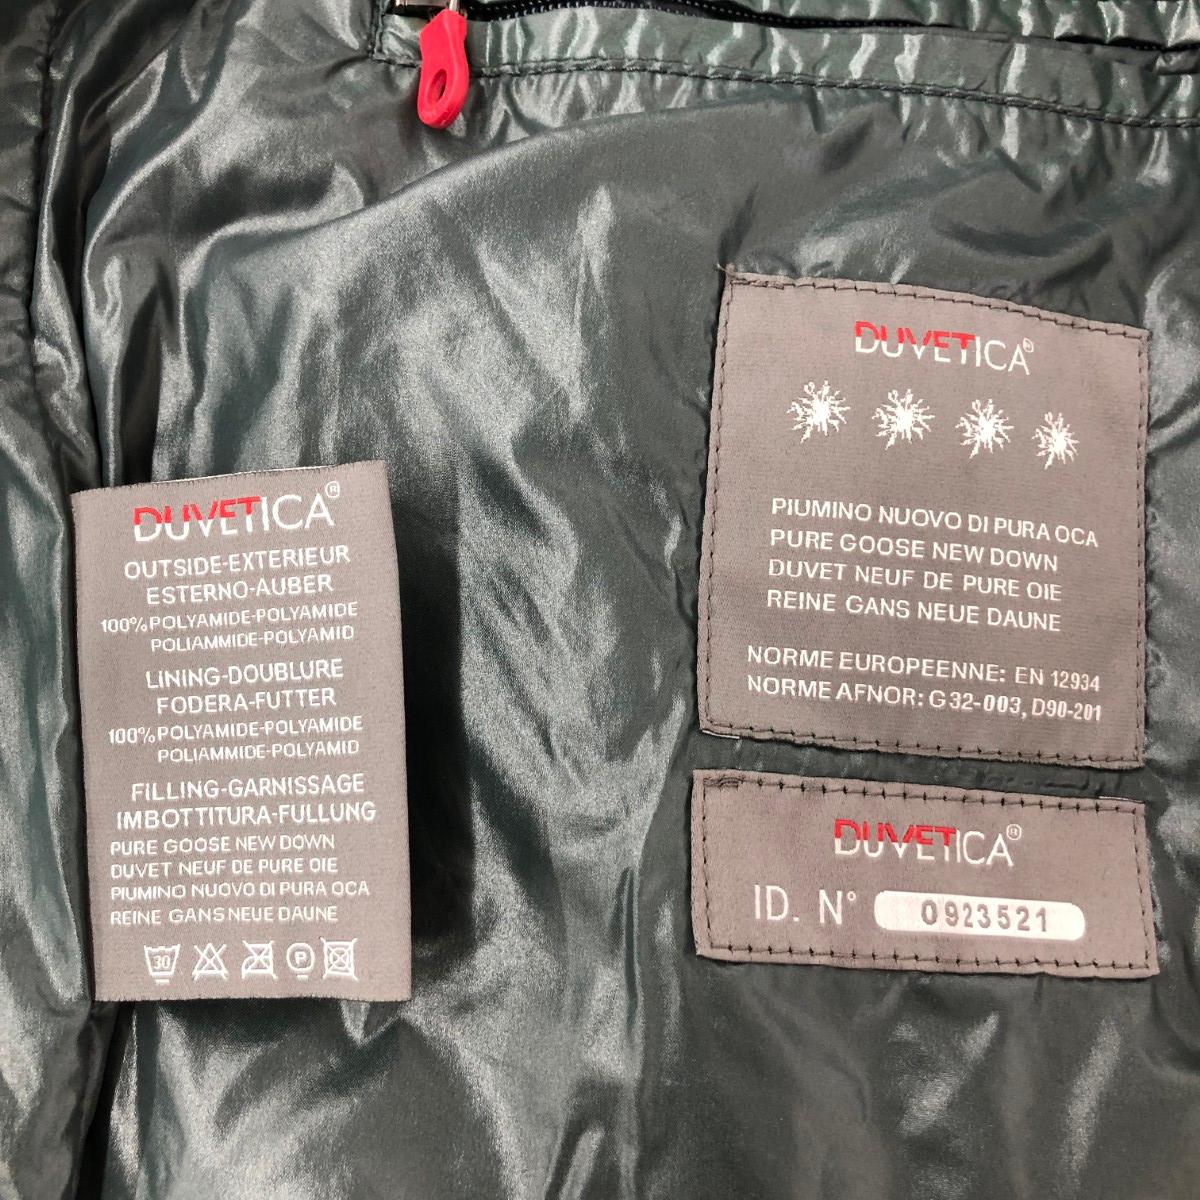 DUVETICA®
OUTSIDE-EXTERIEUR
ESTERNO-AUBER
100% POLYAMIDE-POLYAMIDE
POLIAMMIDE-POLYAMID
LINING-DOUBLURE
FODERA-FUTTER
100% POLYAMIDE-POLYAMIDE
POLIAMMIDE-POLYAMID
FILLING-GARNISSAGE
IMBOTTITURA-FULLUNG
PURE GOOSE NEW DOWN
DUVET NEUF DE PURE OIE
PIUMINO NUOVO DI PURA OCA
REINE GANS NEUE DAUNE
30 P
DUVETICA®
PIUMINO NUOVO DI PURA OCA
PURE GOOSE NEW DOWN
DUVET NEUF DE PURE OIE
REINE GANS NEUE DAUNE
NORME EUROPEENNE: EN 12934
NORME AFNOR: G32-003, D90-201
DUVETICA®
ID. N° 0923521